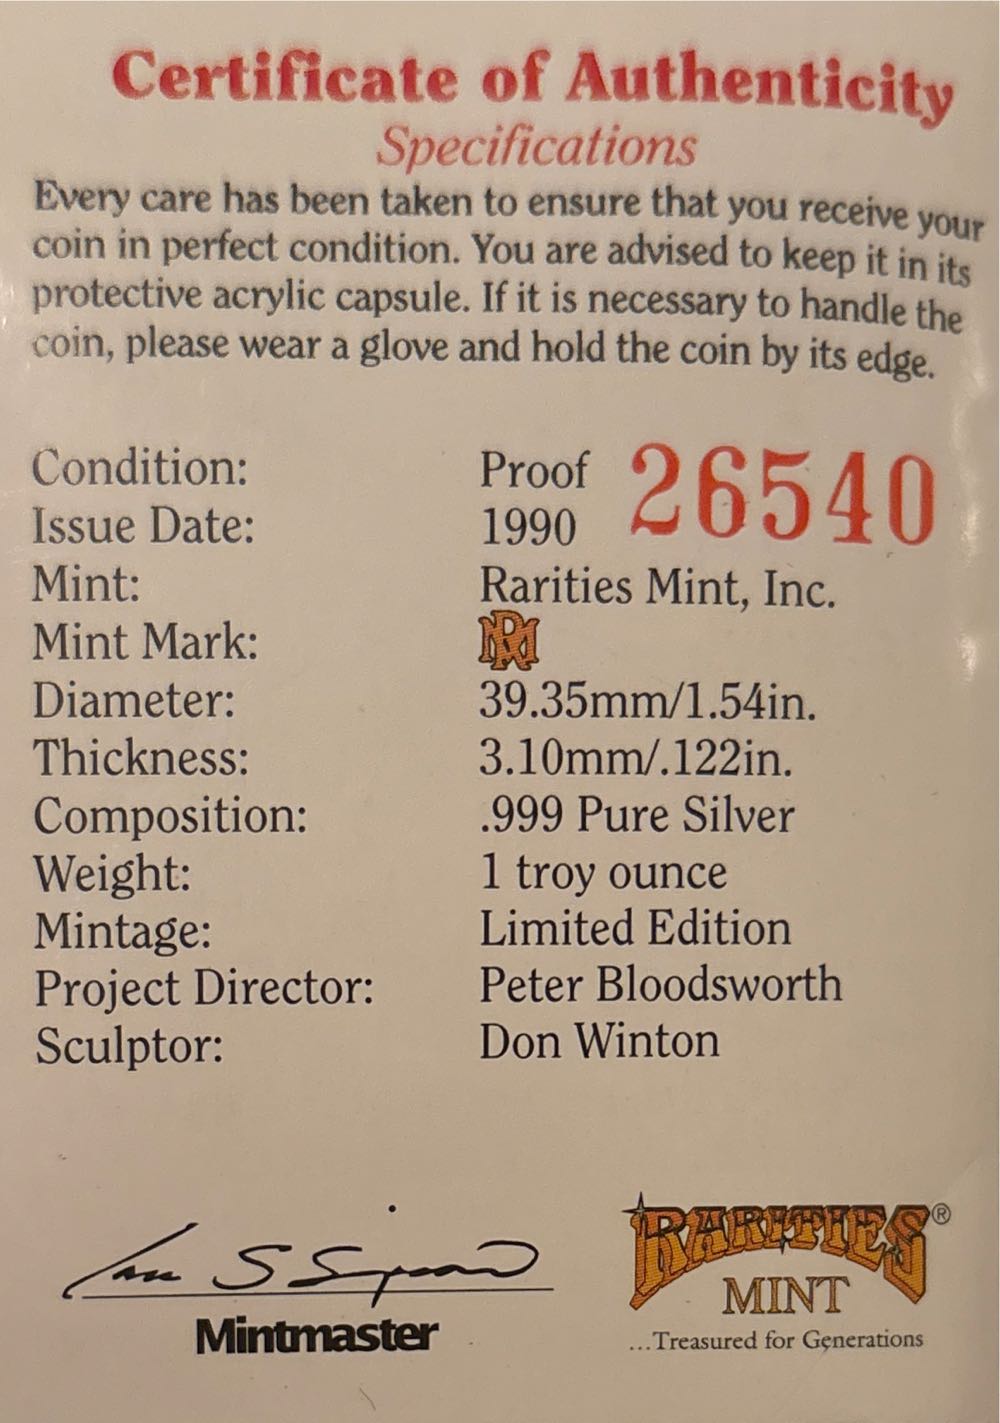 Certificate of Authenticity
Specifications
Every care has been taken to ensure that you receive your
coin in perfect condition. You are advised to keep it in its
protective acrylic capsule. If it is necessary to handle the
coin, please wear a glove and hold the coin by its edge.
Condition: Proof 26540
Issue Date: 1990
Mint: Rarities Mint, Inc.
Mint Mark: RM
Diameter: 39.35mm/1.54in.
Thickness: 3.10mm/.122in.
Composition: .999 Pure Silver
Weight: 1 troy ounce
Mintage: Limited Edition
Project Director: Peter Bloodsworth
Sculptor: Don Winton
Mintmaster
RARITIES®
MINT
...Treasured for Generations